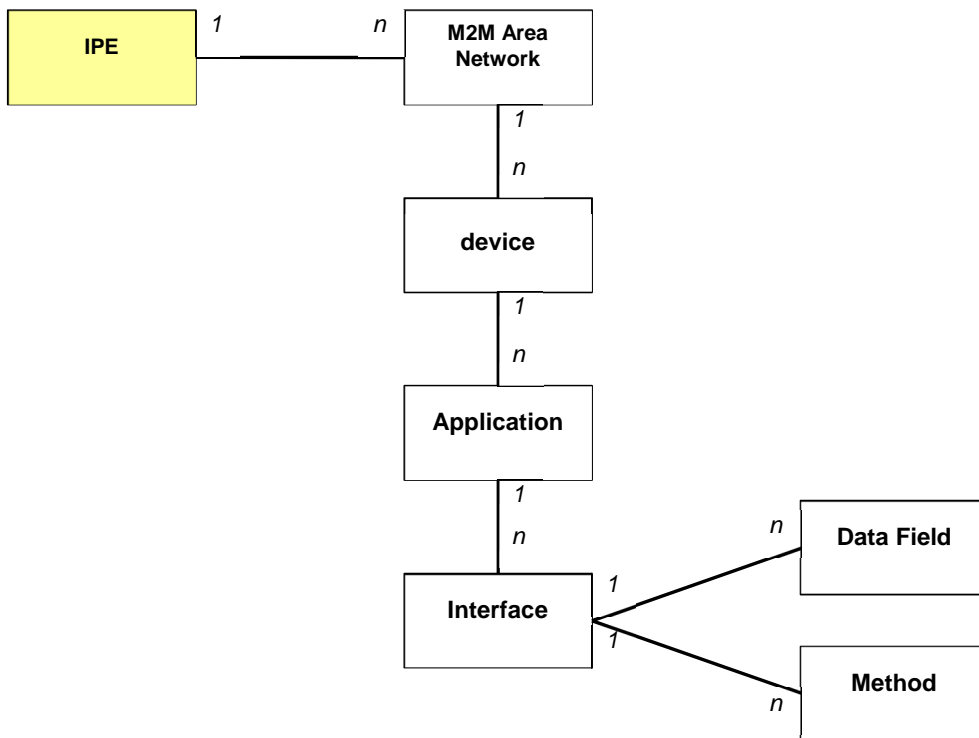 1
n
IPE
M2M Area
Network
1
n
device
1
n
Application
1
n
Interface
1
n
Data Field
1
n
Method